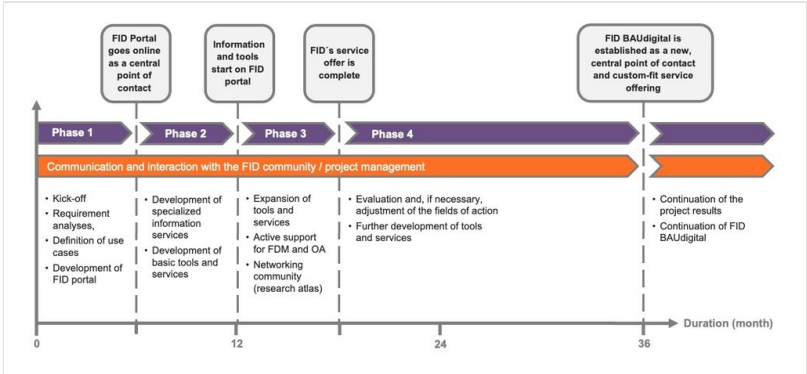 FID Portal
goes online
as a central
point of
contact
Information
and tools
start on FID
portal
FID´s service
offer is
complete
FID BAUdigital is
established as a new,
central point of contact
and custom-fit service
offering
Phase 1
Phase 2
Phase 3
Phase 4
Communication and interaction with the FID community / project management
• Kick-off
• Requirement
analyses,
• Definition of use
cases
• Development of
FID portal
• Development of
specialized
information
services
• Development of
basic tools and
services
• Expansion of
tools and
services
• Active support
for FDM and OA
• Networking
community
(research atlas)
• Evaluation and, if necessary,
adjustment of the fields of action
• Further development of tools
and services
• Continuation of the
project results
• Continuation of FID
BAUdigital
Duration (month)
0
12
24
36